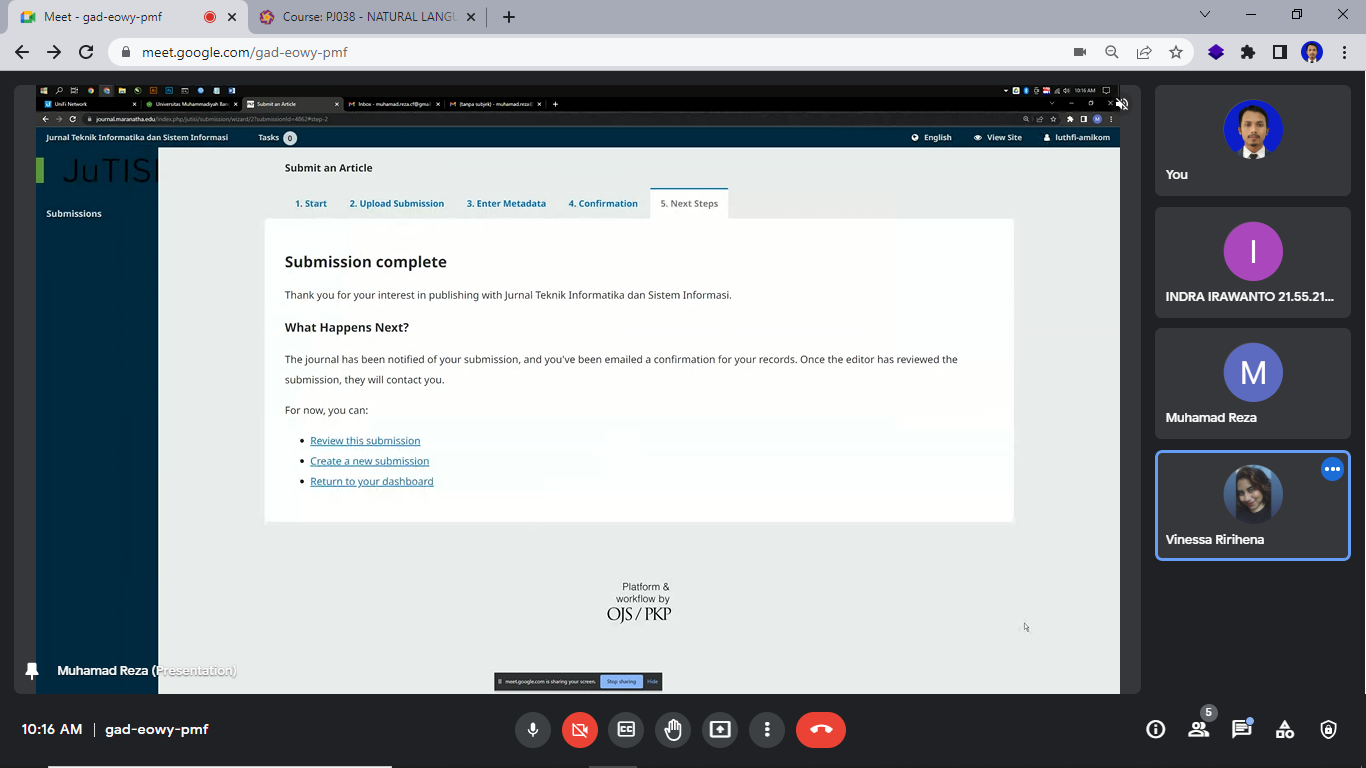 Meet - gad-eowy-pmf
Course: PJ038 - NATURAL LANGU
meet.google.com/gad-eowy-pmf
10:16 AM
UniFi Network
Universitas Muhammadiyah Ban
Submit an Article
Inbox - muhamad.reza.cf@gmai
(tanpa subjek) - muhamad.reza
journal.maranatha.edu/index.php/jutisi/submission/wizard/2?submissionId=4862#step-2
Jurnal Teknik Informatika dan Sistem Informasi
Tasks 0
English
View Site
luthfi-amikom
JuTISI
Submissions
Submit an Article
1. Start
2. Upload Submission
3. Enter Metadata
4. Confirmation
5. Next Steps
Submission complete
Thank you for your interest in publishing with Jurnal Teknik Informatika dan Sistem Informasi.
What Happens Next?
The journal has been notified of your submission, and you've been emailed a confirmation for your records. Once the editor has reviewed the
submission, they will contact you.
For now, you can:
Review this submission
Create a new submission
Return to your dashboard
Platform &
workflow by
OJS / PKP
meet.google.com is sharing your screen.
Stop sharing
Hide
Muhamad Reza (Presentation)
You
I
INDRA IRAWANTO 21.55.21...
M
Muhamad Reza
Vinessa Ririhena
10:16 AM | gad-eowy-pmf
5